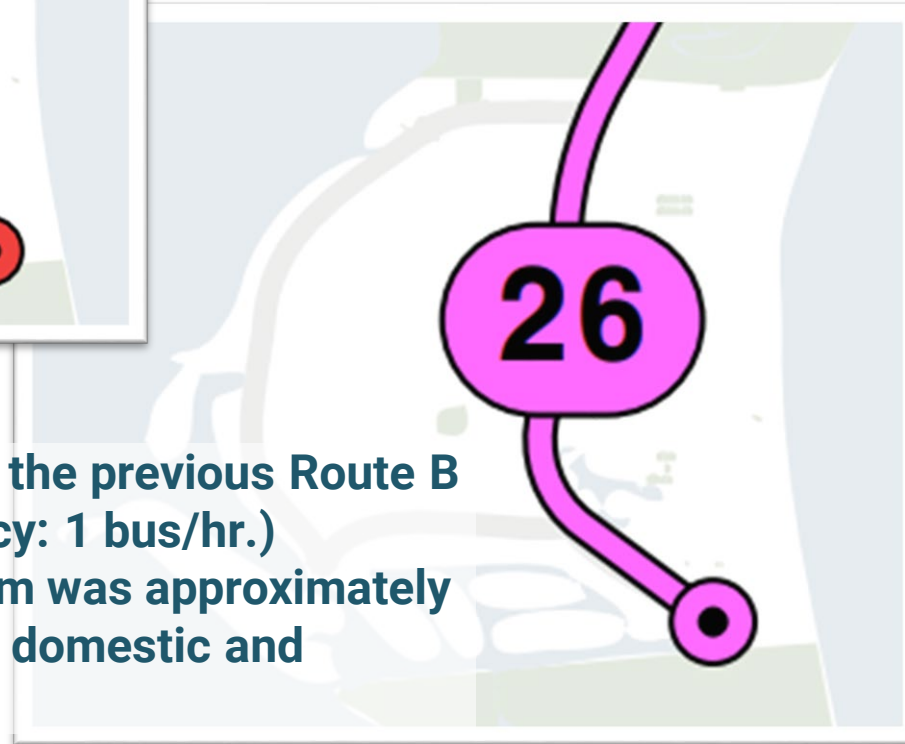 26
the previous Route B
cy: 1 bus/hr.)
m was approximately
domestic and